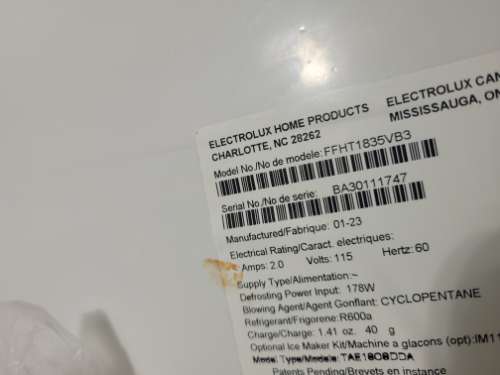 ELECTROLUX HOME PRODUCTS
CHARLOTTE, NC 28262
ELECTROLUX CAN
MISSISSAUGA, ON
Model No./No de modele: FFHT1835VB3
Serial No./No de serie: BA30111747
Manufactured/Fabrique: 01-23
Electrical Rating/Caract. electriques:
Amps: 2.0 Volts: 115 Hertz: 60
Supply Type/Alimentation:~
Defrosting Power Input: 178W
Blowing Agent/Agent Gonflant: CYCLOPENTANE
Refrigerant/Frigorene: R600a
Charge/Charge: 1.41 oz. 40 g
Optional Ice Maker Kit/Machine a glacons (opt):IM11
Model Type/Modele: TAE18OBDDA
Patents Pending/Brevets en instance